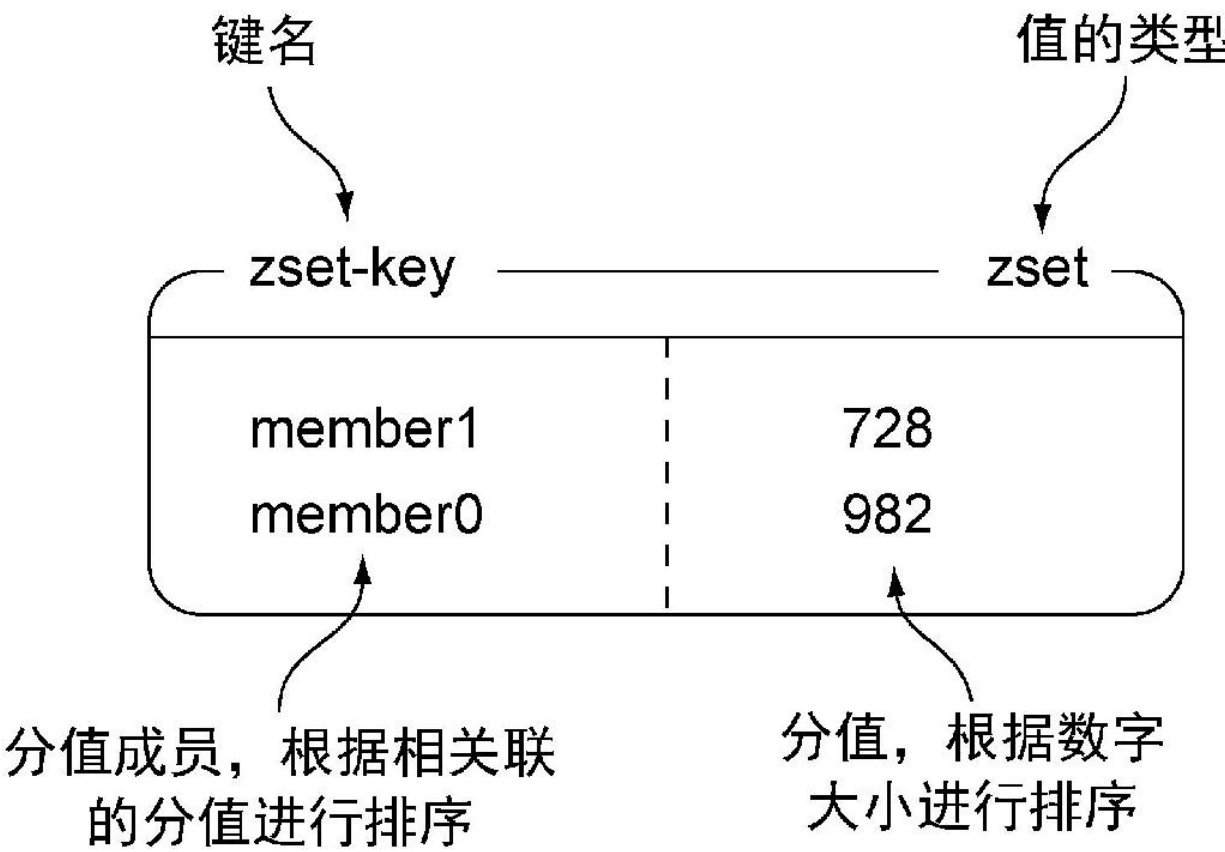 键名
值的类型
zset-key zset
member1 728
member0 982
分值成员，根据相关联
的分值进行排序
分值，根据数字
大小进行排序